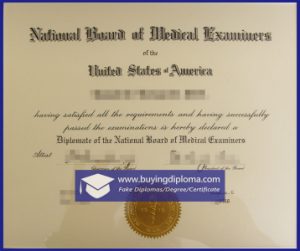 National Board of Medical Examiners
of the
United States of America
having satisfied all the requirements and having successfully
passed the examinations is hereby declared a
Diplomate of the National Board of Medical Examiners
Attest
www.buyingdiploma.com
Fake Diplomas/Degree/Certificate